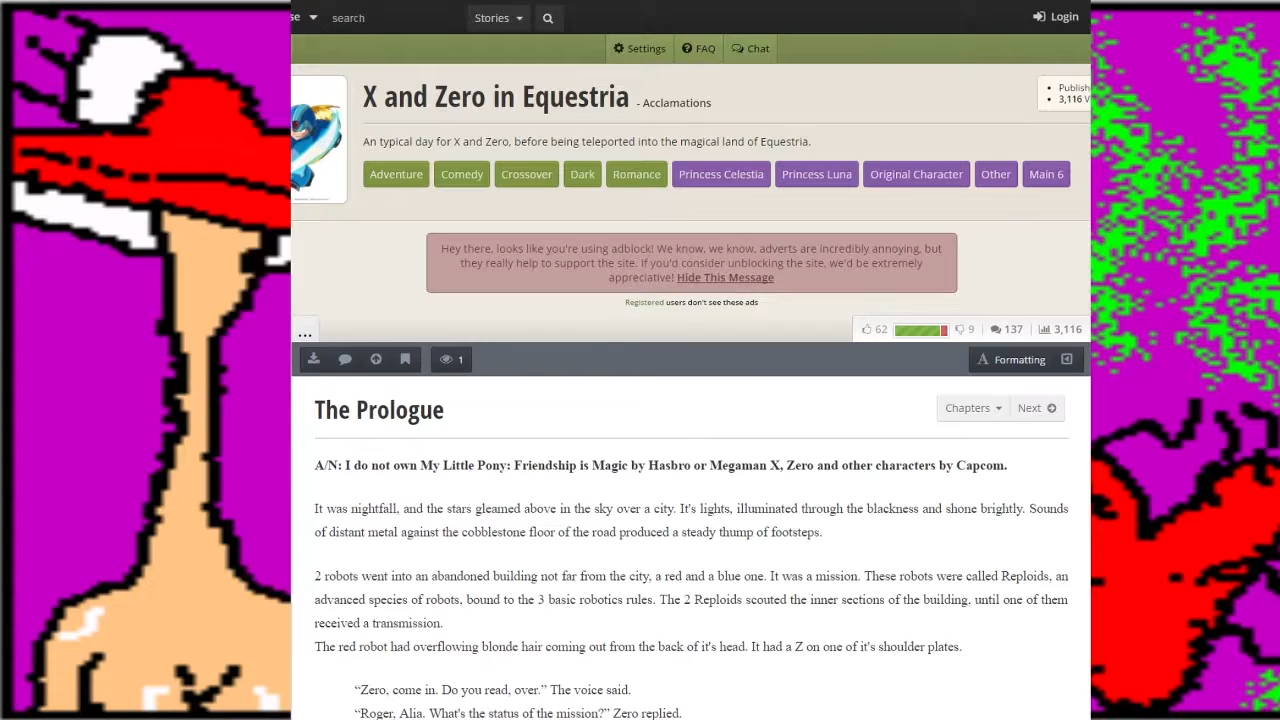 se search Stories Login
Settings FAQ Chat
X and Zero in Equestria - Acclamations
Publish
3,116 V
An typical day for X and Zero, before being teleported into the magical land of Equestria.
Adventure Comedy Crossover Dark Romance Princess Celestia Princess Luna Original Character Other Main 6
Hey there, looks like you're using adblock! We know, we know, adverts are incredibly annoying, but
they really help to support the site. If you'd consider unblocking the site, we'd be extremely
appreciative! Hide This Message
Registered users don't see these ads
... 62 9 137 3,116
1 A Formatting
The Prologue Chapters Next
A/N: I do not own My Little Pony: Friendship is Magic by Hasbro or Megaman X, Zero and other characters by Capcom.
It was nightfall, and the stars gleamed above in the sky over a city. It's lights, illuminated through the blackness and shone brightly. Sounds
of distant metal against the cobblestone floor of the road produced a steady thump of footsteps.
2 robots went into an abandoned building not far from the city, a red and a blue one. It was a mission. These robots were called Reploids, an
advanced species of robots, bound to the 3 basic robotics rules. The 2 Reploids scouted the inner sections of the building, until one of them
received a transmission.
The red robot had overflowing blonde hair coming out from the back of it's head. It had a Z on one of it's shoulder plates.
“Zero, come in. Do you read, over.” The voice said.
“Roger, Alia. What's the status of the mission?” Zero replied.